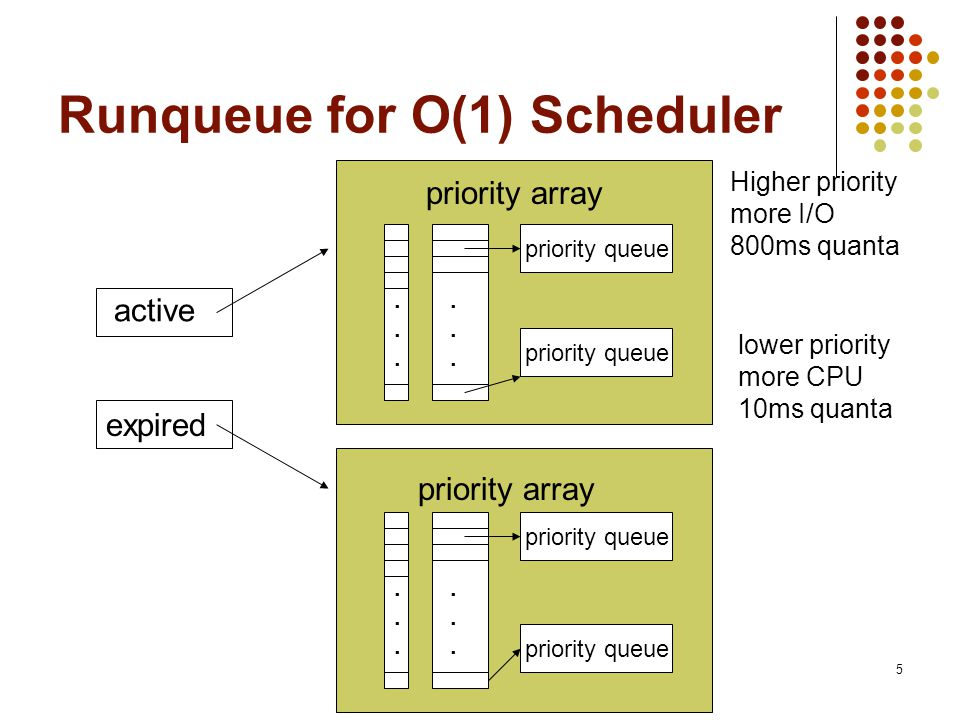 Runqueue for O(1) Scheduler
priority array
Higher priority
more I/O
800ms quanta
priority queue
active
.
.
.
.
.
.
priority queue
lower priority
more CPU
10ms quanta
expired
priority array
priority queue
.
.
.
.
.
.
priority queue
5